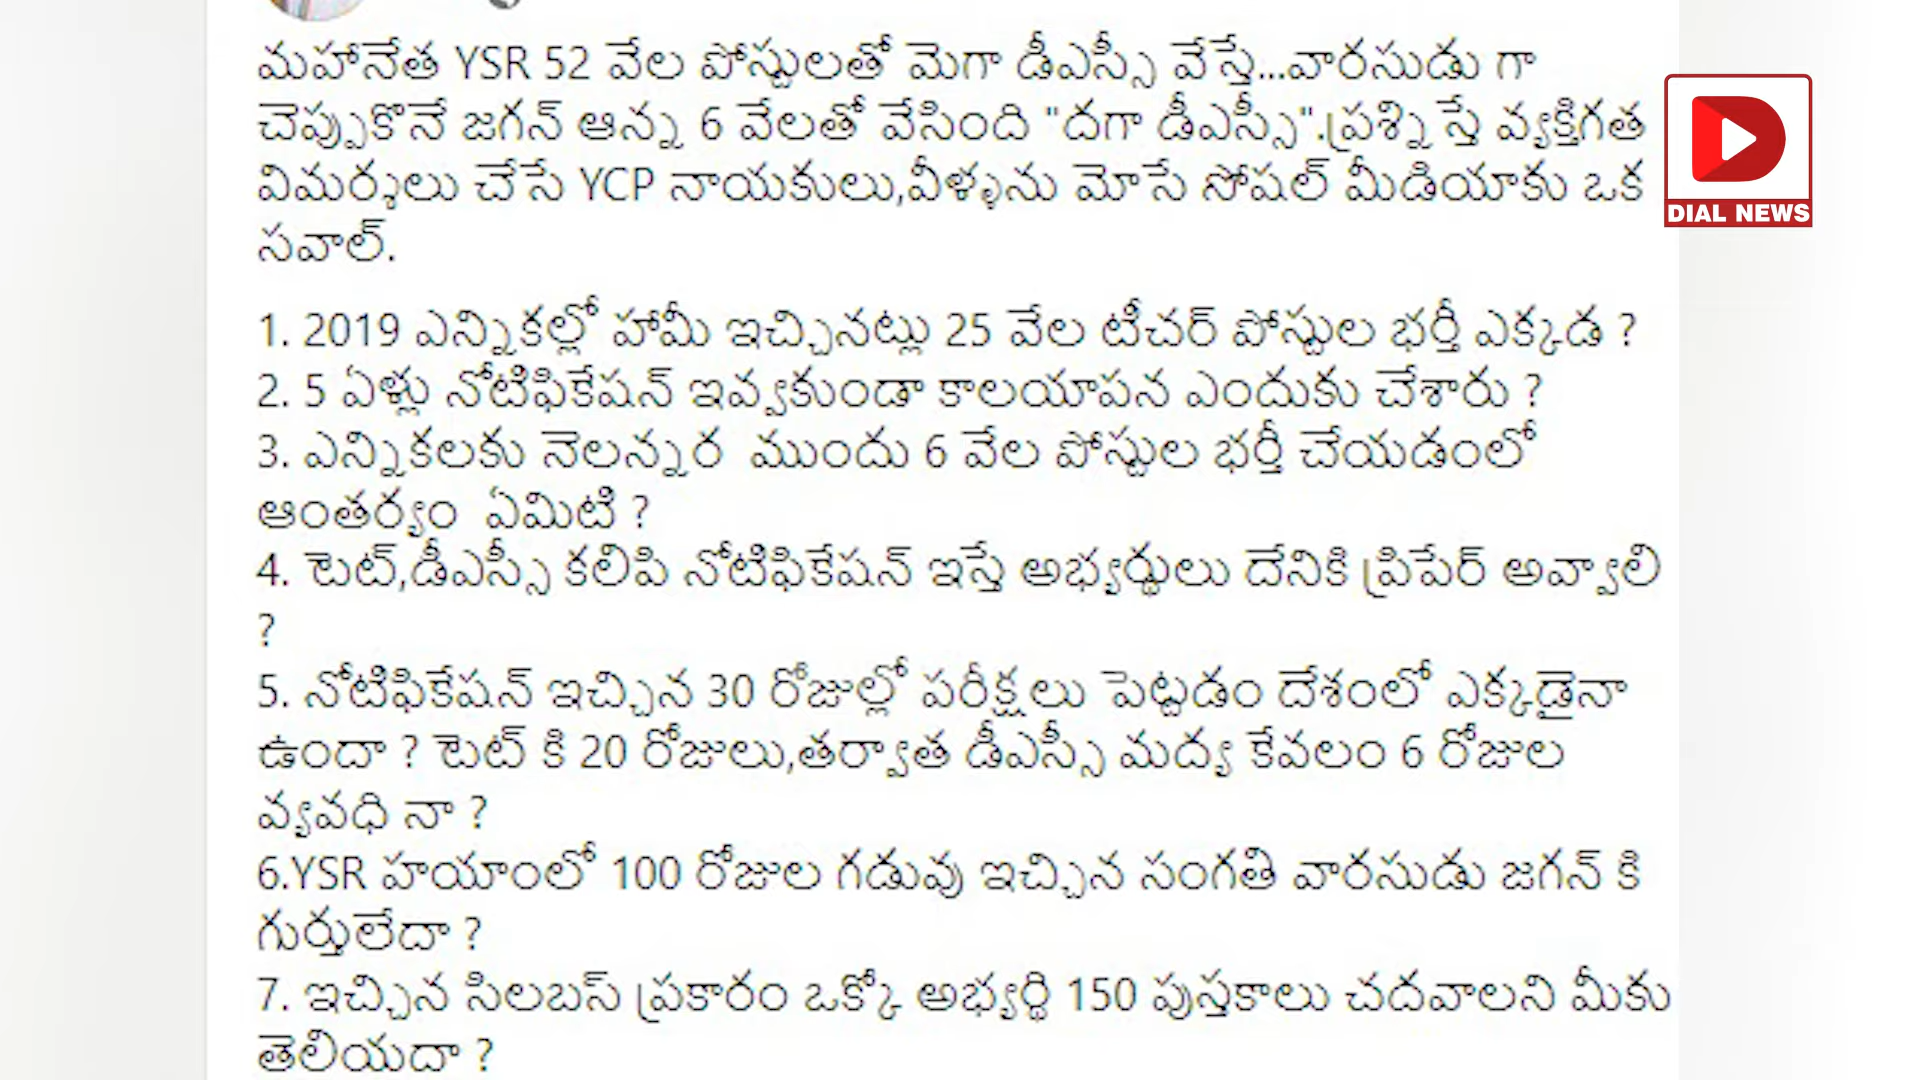 మహానేత YSR 52 వేల పోస్టులతో మెగా డీఎస్సీ వేస్తే...వారసుడు గా
చెప్పుకొనే జగన్ ఆన్న 6 వేలతో వేసింది "దగా డీఎస్సీ".ప్రశ్నిస్తే వ్యక్తిగత
విమర్శలు చేసే YCP నాయకులు,వీళ్ళను మోసే సోషల్ మీడియాకు ఒక
సవాల్.
1. 2019 ఎన్నికల్లో హామీ ఇచ్చినట్లు 25 వేల టీచర్ పోస్టుల భర్తీ ఎక్కడ ?
2. 5 ఏళ్లు నోటిఫికేషన్ ఇవ్వకుండా కాలయాపన ఎందుకు చేశారు ?
3. ఎన్నికలకు నెలన్నర ముందు 6 వేల పోస్టుల భర్తీ చేయడంలో
ఆంతర్యం ఏమిటి ?
4. టెట్,డీఎస్సీ కలిపి నోటిఫికేషన్ ఇస్తే అభ్యర్థులు దేనికి ప్రిపేర్ అవ్వాలి
?
5. నోటిఫికేషన్ ఇచ్చిన 30 రోజుల్లో పరీక్షలు పెట్టడం దేశంలో ఎక్కడైనా
ఉందా ? టెట్ కి 20 రోజులు,తర్వాత డీఎస్సీ మద్య కేవలం 6 రోజుల
వ్యవధి నా ?
6.YSR హయాంలో 100 రోజుల గడువు ఇచ్చిన సంగతి వారసుడు జగన్ కి
గుర్తులేదా ?
7. ఇచ్చిన సిలబస్ ప్రకారం ఒక్కో అభ్యర్థి 150 పుస్తకాలు చదవాలని మీకు
తెలియదా ?
DIAL NEWS